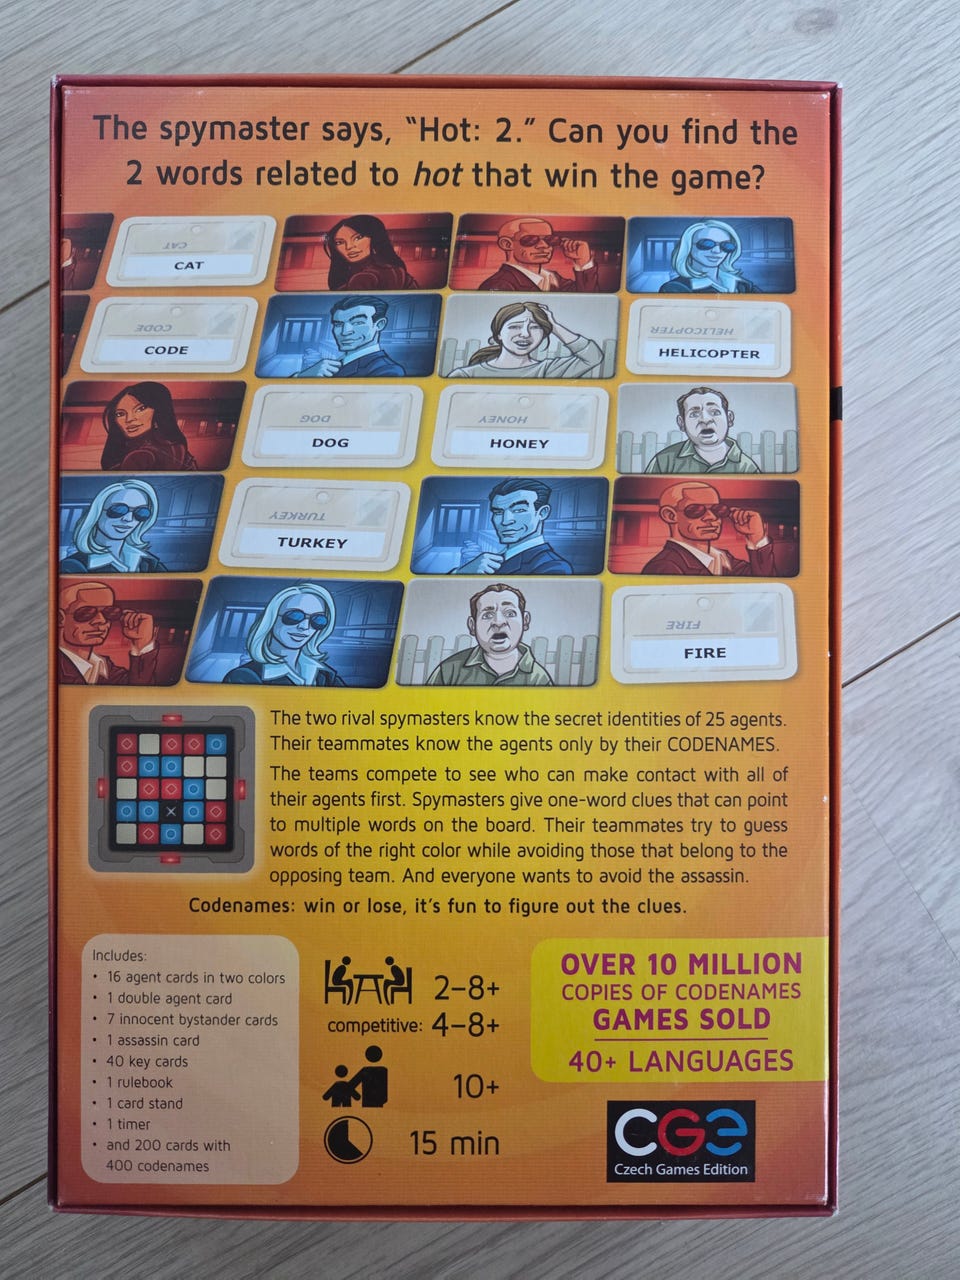 The spymaster says, “Hot: 2.” Can you find the
2 words related to hot that win the game?
CAT
CAT
CODE
CODE
HELICOPTER
HELICOPTER
DOG
DOG
HONEY
HONEY
TURKEY
TURKEY
FIRE
FIRE
The two rival spymasters know the secret identities of 25 agents.
Their teammates know the agents only by their CODENAMES.
The teams compete to see who can make contact with all of
their agents first. Spymasters give one-word clues that can point
to multiple words on the board. Their teammates try to guess
words of the right color while avoiding those that belong to the
opposing team. And everyone wants to avoid the assassin.
Codenames: win or lose, it’s fun to figure out the clues.
Includes:
• 16 agent cards in two colors
• 1 double agent card
• 7 innocent bystander cards
• 1 assassin card
• 40 key cards
• 1 rulebook
• 1 card stand
• 1 timer
• and 200 cards with
400 codenames
2–8+
competitive: 4–8+
10+
15 min
OVER 10 MILLION
COPIES OF CODENAMES
GAMES SOLD
40+ LANGUAGES
CGE
Czech Games Edition